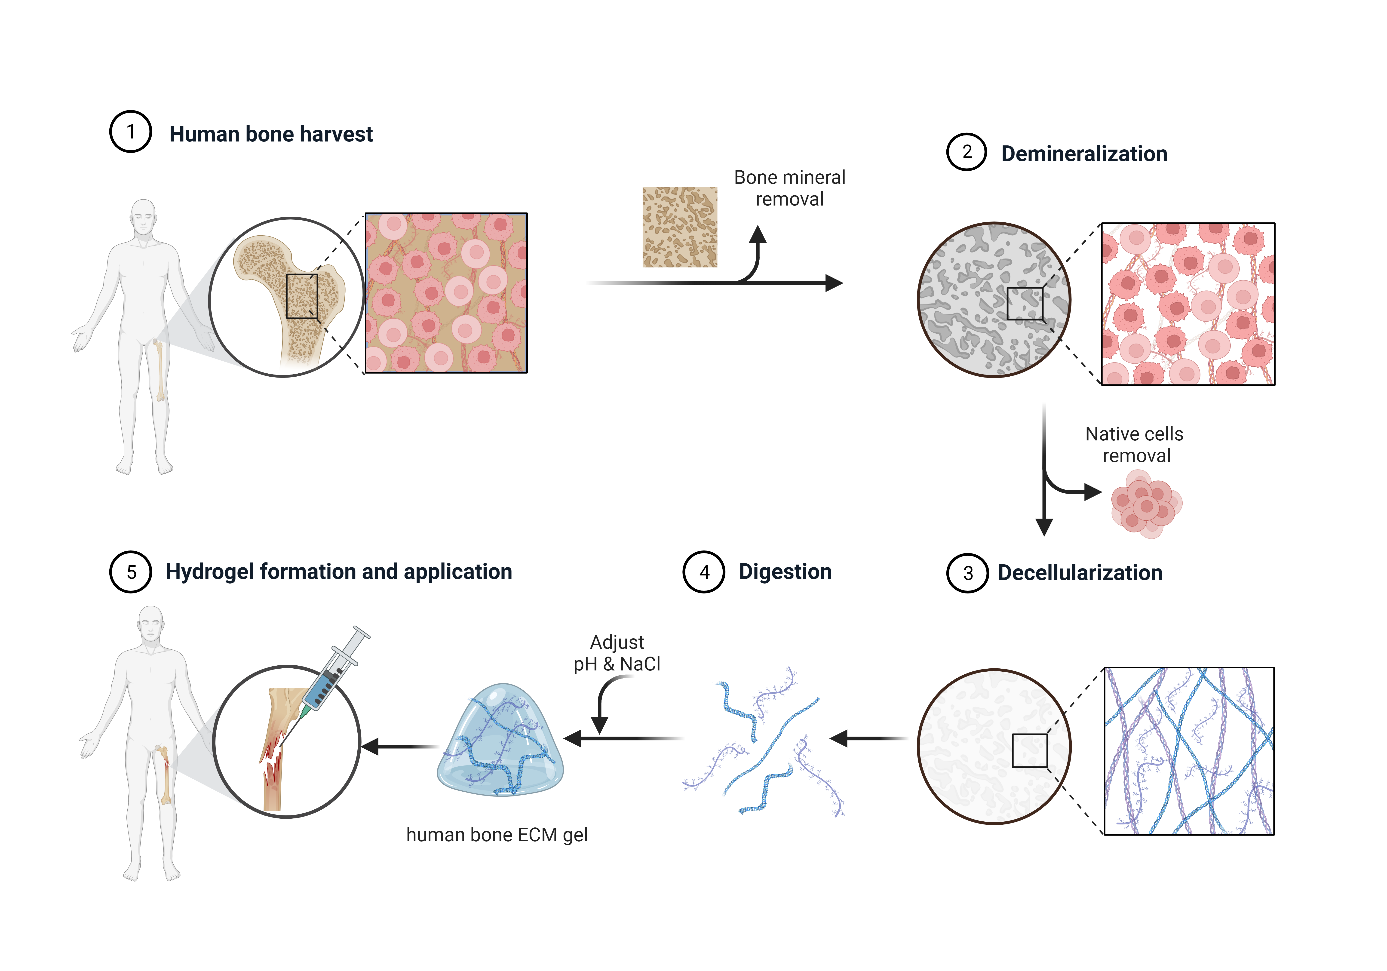 1 Human bone harvest
Bone mineral
removal
2 Demineralization
Native cells
removal
3 Decellularization
4 Digestion
Adjust
pH & NaCl
5 Hydrogel formation and application
human bone ECM gel